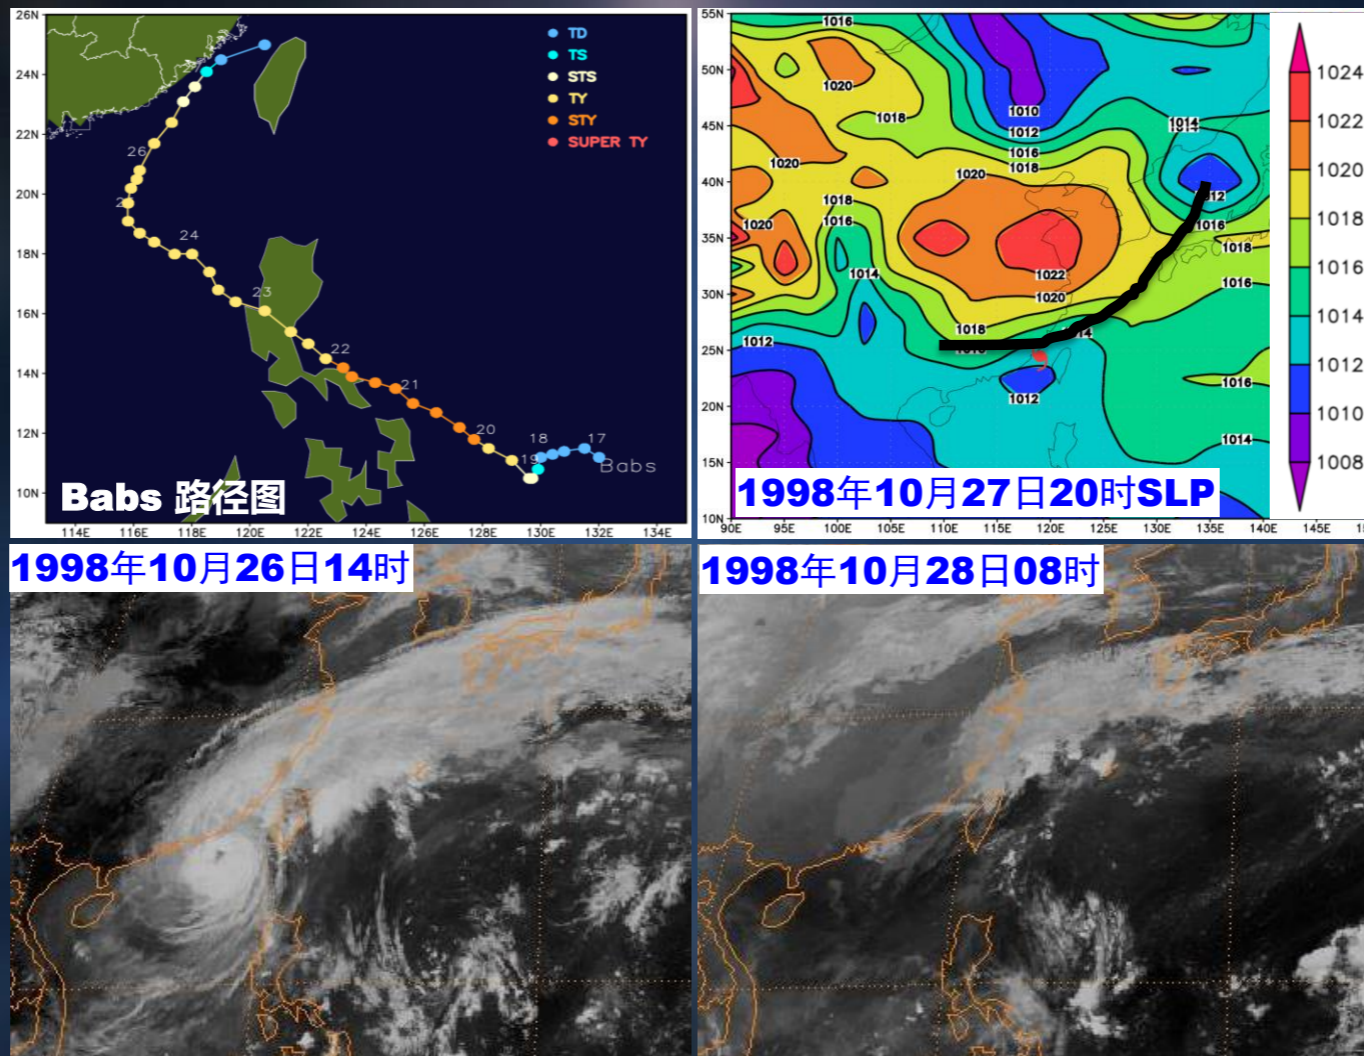 26N
24N
22N
20N
18N
16N
14N
12N
10N
TD
TS
STS
TY
STY
SUPER TY
27
26
24
23
22
21
20
19
18
17
Babs
Babs 路径图
114E
116E
118E
120E
122E
124E
126E
128E
130E
132E
134E
55N
50N
45N
40N
35N
30N
25N
20N
15N
10N
1016
1020
1018
1010
1012
1016
1018
1014
1020
1020
1018
1016
1020
1012
1016
1018
1014
1022
1020
1016
1018
1012
1012
1016
1014
1998年10月27日20时SLP
90E
95E
100E
105E
110E
115E
120E
125E
130E
135E
140E
145E
1024
1022
1020
1018
1016
1014
1012
1010
1008
1998年10月26日14时
1998年10月28日08时